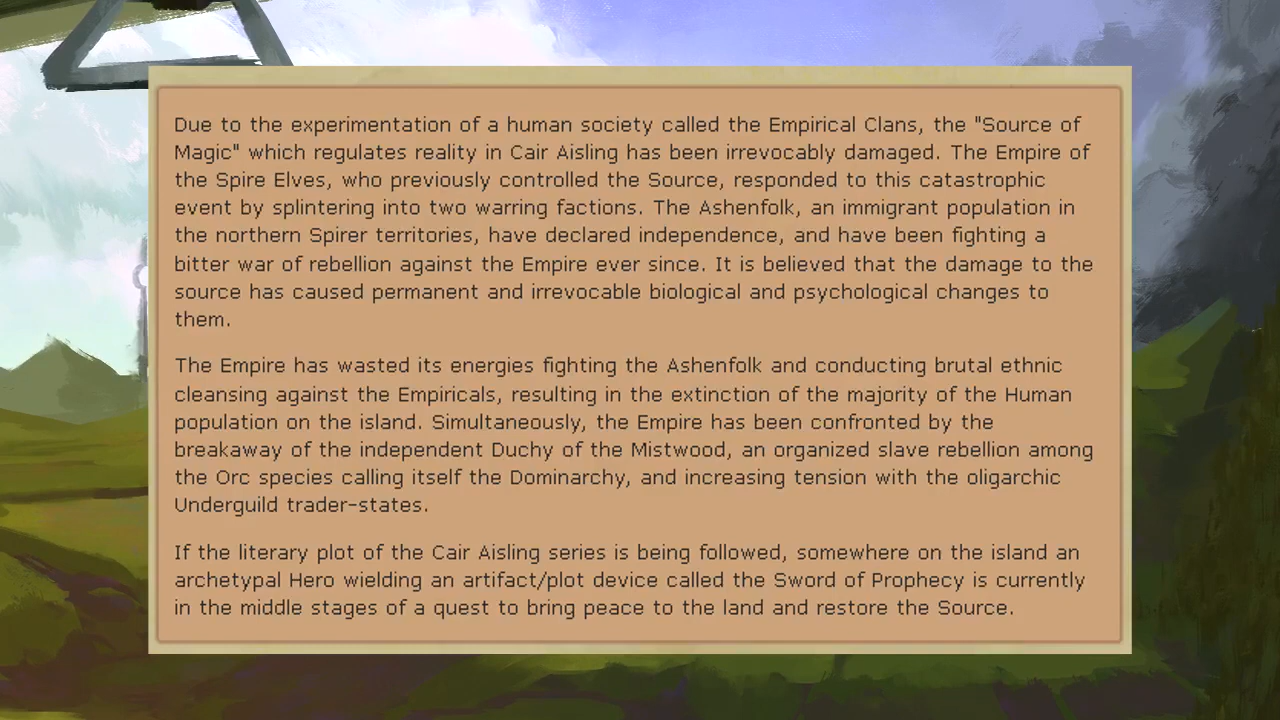 Due to the experimentation of a human society called the Empirical Clans, the "Source of
Magic" which regulates reality in Cair Aisling has been irrevocably damaged. The Empire of
the Spire Elves, who previously controlled the Source, responded to this catastrophic
event by splintering into two warring factions. The Ashenfolk, an immigrant population in
the northern Spirer territories, have declared independence, and have been fighting a
bitter war of rebellion against the Empire ever since. It is believed that the damage to the
source has caused permanent and irrevocable biological and psychological changes to
them.
The Empire has wasted its energies fighting the Ashenfolk and conducting brutal ethnic
cleansing against the Empiricals, resulting in the extinction of the majority of the Human
population on the island. Simultaneously, the Empire has been confronted by the
breakaway of the independent Duchy of the Mistwood, an organized slave rebellion among
the Orc species calling itself the Dominarchy, and increasing tension with the oligarchic
Underguild trader-states.
If the literary plot of the Cair Aisling series is being followed, somewhere on the island an
archetypal Hero wielding an artifact/plot device called the Sword of Prophecy is currently
in the middle stages of a quest to bring peace to the land and restore the Source.